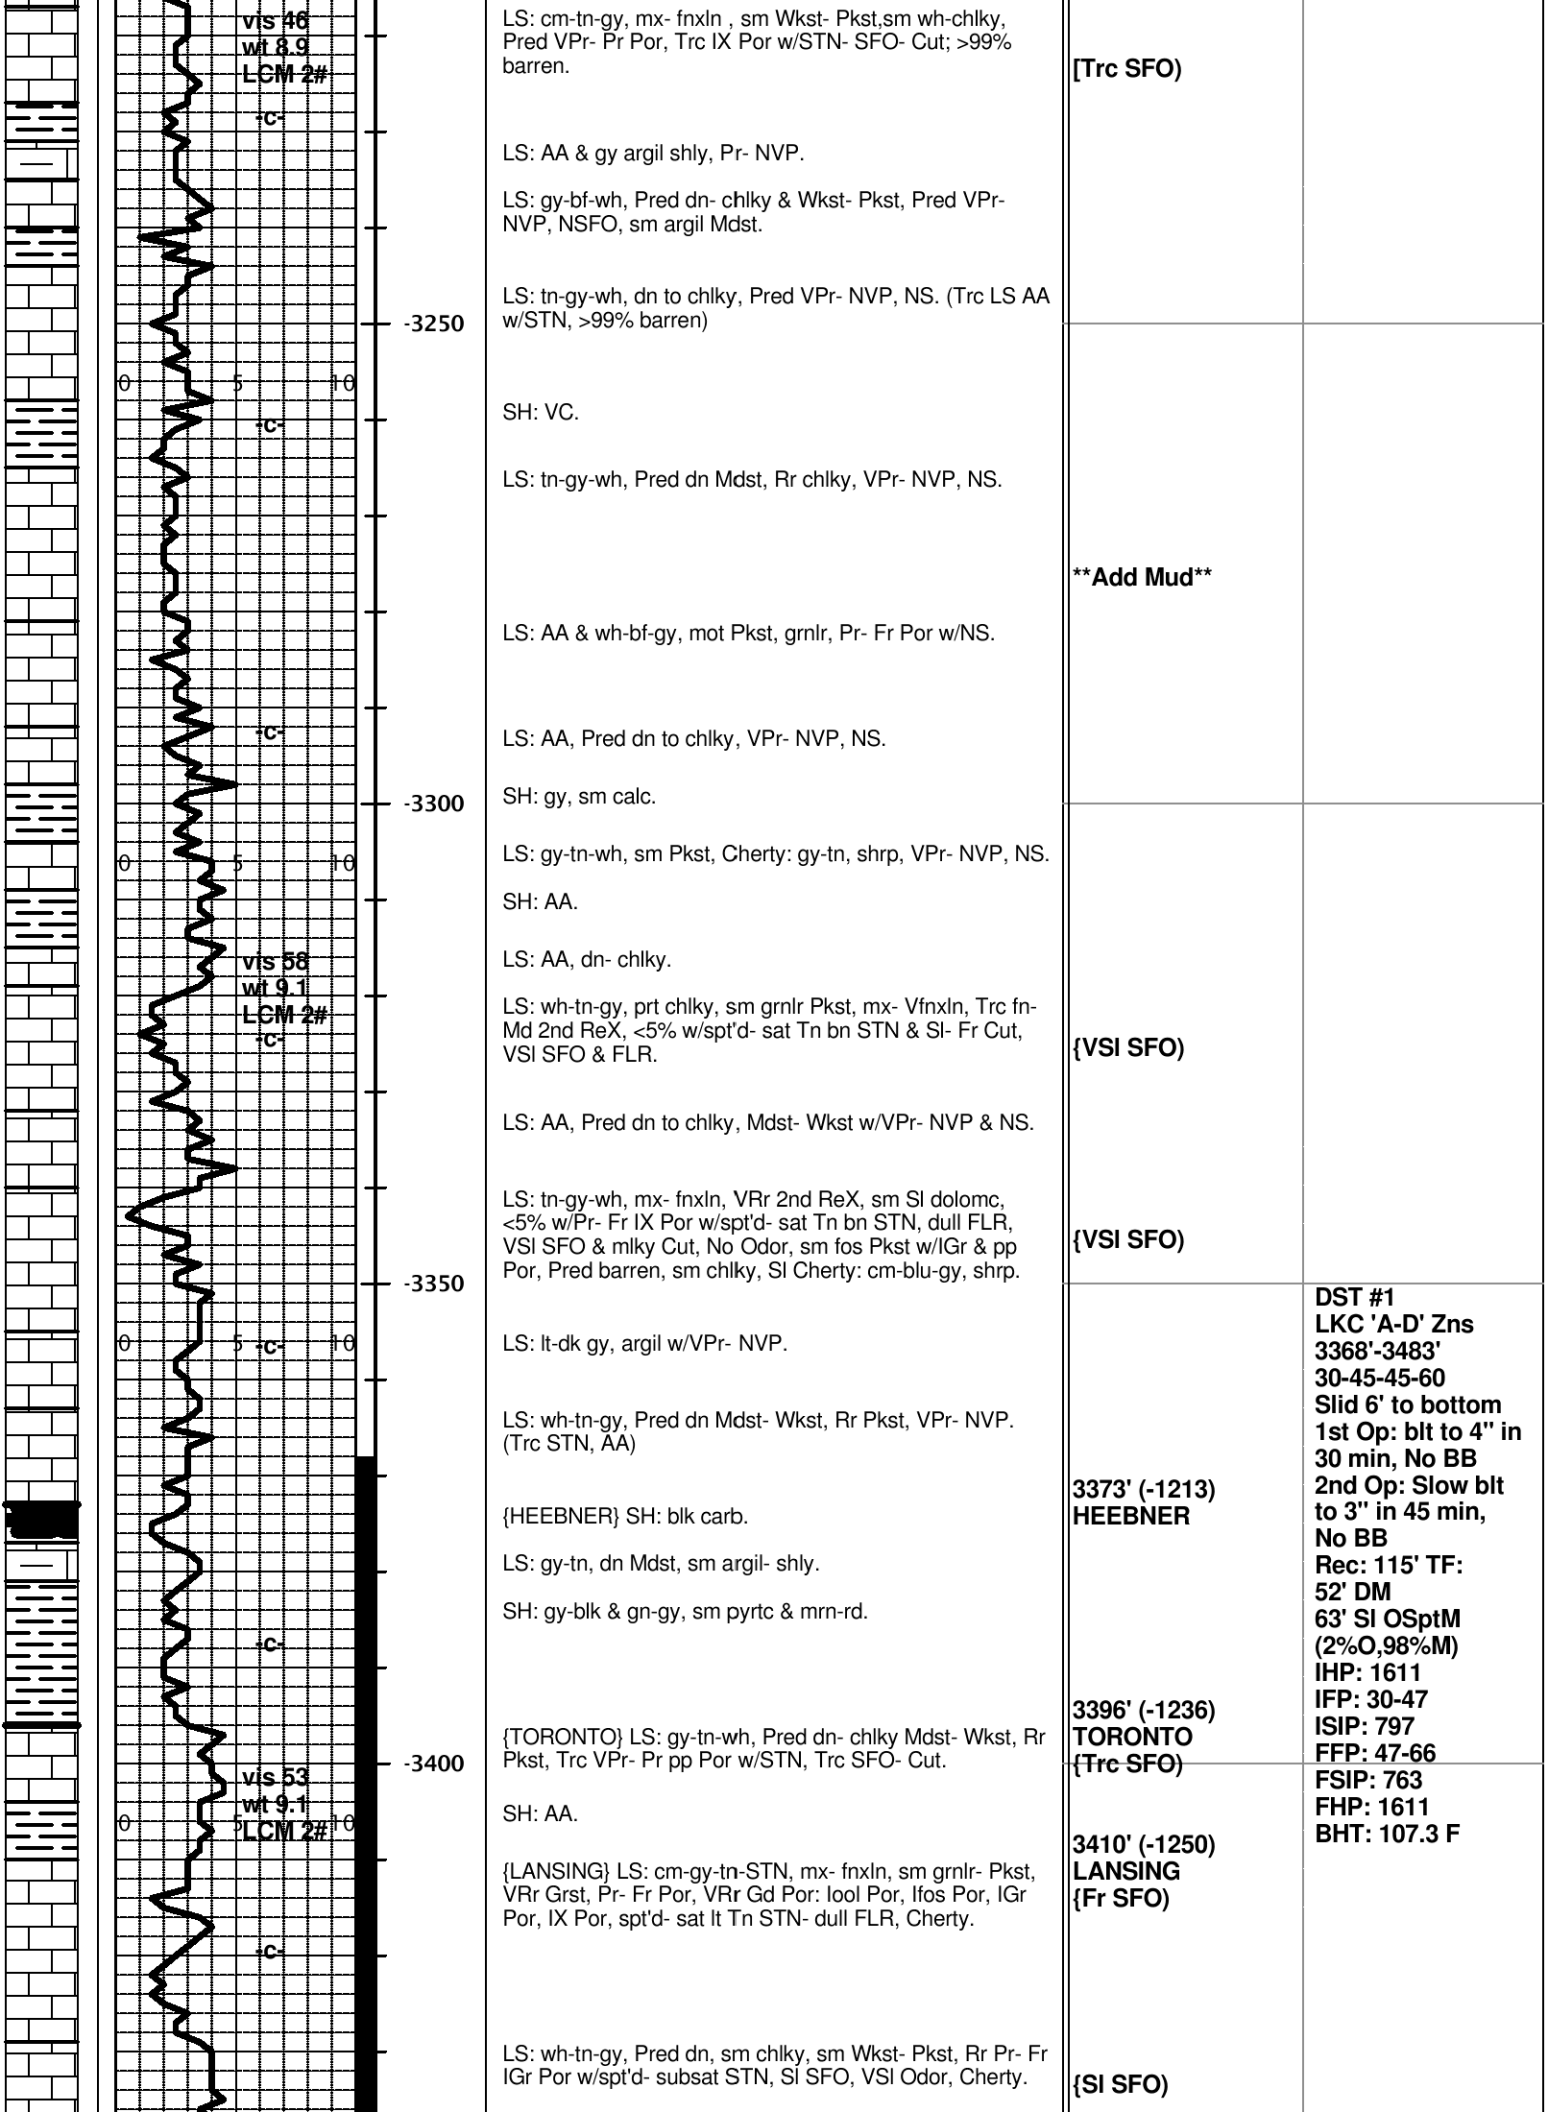 vis 46
wt 8.9
LCM 2#
-c-
0 5 10
-c-
-c-
0 5 10
vis 58
wt 9.1
LCM 2#
-c-
0 5 -c- 10
-c-
vis 53
wt 9.1
0 5 LCM 2# 10
-c-
-3250
-3300
-3350
-3400
LS: cm-tn-gy, mx- fnxln , sm Wkst- Pkst,sm wh-chlky,
Pred VPr- Pr Por, Trc IX Por w/STN- SFO- Cut; >99%
barren.
LS: AA & gy argil shly, Pr- NVP.
LS: gy-bf-wh, Pred dn- chlky & Wkst- Pkst, Pred VPr-
NVP, NSFO, sm argil Mdst.
LS: tn-gy-wh, dn to chlky, Pred VPr- NVP, NS. (Trc LS AA
w/STN, >99% barren)
SH: VC.
LS: tn-gy-wh, Pred dn Mdst, Rr chlky, VPr- NVP, NS.
LS: AA & wh-bf-gy, mot Pkst, grnlr, Pr- Fr Por w/NS.
LS: AA, Pred dn to chlky, VPr- NVP, NS.
SH: gy, sm calc.
LS: gy-tn-wh, sm Pkst, Cherty: gy-tn, shrp, VPr- NVP, NS.
SH: AA.
LS: AA, dn- chlky.
LS: wh-tn-gy, prt chlky, sm grnlr Pkst, mx- Vfnxln, Trc fn-
Md 2nd ReX, <5% w/spt'd- sat Tn bn STN & Sl- Fr Cut,
VSl SFO & FLR.
LS: AA, Pred dn to chlky, Mdst- Wkst w/VPr- NVP & NS.
LS: tn-gy-wh, mx- fnxln, VRr 2nd ReX, sm Sl dolomc,
<5% w/Pr- Fr IX Por w/spt'd- sat Tn bn STN, dull FLR,
VSl SFO & mlky Cut, No Odor, sm fos Pkst w/IGr & pp
Por, Pred barren, sm chlky, Sl Cherty: cm-blu-gy, shrp.
LS: lt-dk gy, argil w/VPr- NVP.
LS: wh-tn-gy, Pred dn Mdst- Wkst, Rr Pkst, VPr- NVP.
(Trc STN, AA)
{HEEBNER} SH: blk carb.
LS: gy-tn, dn Mdst, sm argil- shly.
SH: gy-blk & gn-gy, sm pyrtc & mrn-rd.
{TORONTO} LS: gy-tn-wh, Pred dn- chlky Mdst- Wkst, Rr
Pkst, Trc VPr- Pr pp Por w/STN, Trc SFO- Cut.
SH: AA.
{LANSING} LS: cm-gy-tn-STN, mx- fnxln, sm grnlr- Pkst,
VRr Grst, Pr- Fr Por, VRr Gd Por: Iool Por, Ifos Por, IGr
Por, IX Por, spt'd- sat lt Tn STN- dull FLR, Cherty.
LS: wh-tn-gy, Pred dn, sm chlky, sm Wkst- Pkst, Rr Pr- Fr
IGr Por w/spt'd- subsat STN, Sl SFO, VSl Odor, Cherty.
[Trc SFO)
**Add Mud**
{VSl SFO)
{VSl SFO)
3373' (-1213)
HEEBNER
3396' (-1236)
TORONTO
{Trc SFO)
3410' (-1250)
LANSING
{Fr SFO)
{Sl SFO)
DST #1
LKC 'A-D' Zns
3368'-3483'
30-45-45-60
Slid 6' to bottom
1st Op: blt to 4" in
30 min, No BB
2nd Op: Slow blt
to 3" in 45 min,
No BB
Rec: 115' TF:
52' DM
63' Sl OSptM
(2%O,98%M)
IHP: 1611
IFP: 30-47
ISIP: 797
FFP: 47-66
FSIP: 763
FHP: 1611
BHT: 107.3 F